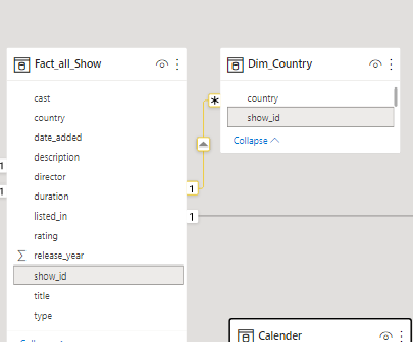 Fact_all_Show
cast
country
date_added
description
director
duration
listed_in
rating
release_year
show_id
title
type
1
1
1
1
*
Dim_Country
country
show_id
Collapse
Calender